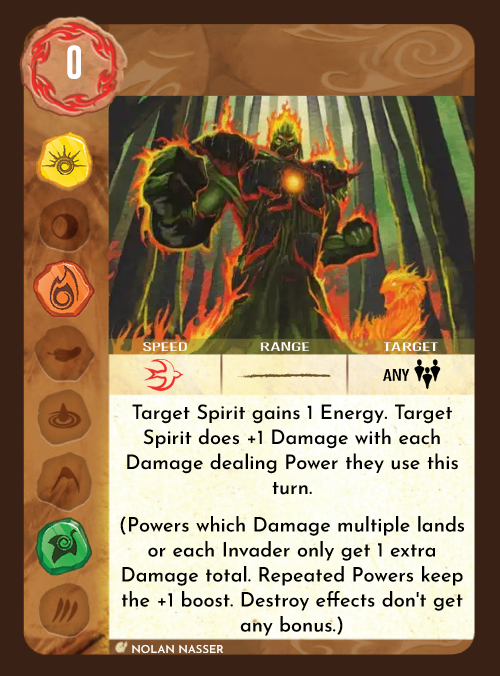 0
SPEED RANGE TARGET
ANY
Target Spirit gains 1 Energy. Target
Spirit does +1 Damage with each
Damage dealing Power they use this
turn.
(Powers which Damage multiple lands
or each Invader only get 1 extra
Damage total. Repeated Powers keep
the +1 boost. Destroy effects don't get
any bonus.)
NOLAN NASSER